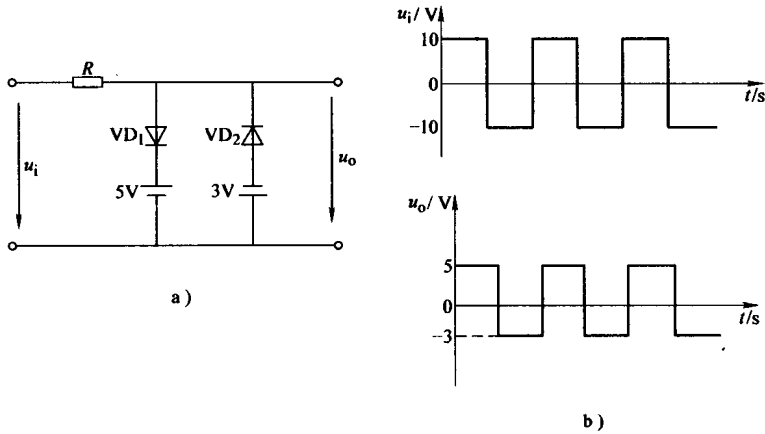 R
VD₁
VD₂
uᵢ
uₒ
5V
3V
a)
uᵢ/V
10
0
t/s
−10
uₒ/V
5
0
t/s
−3
b)